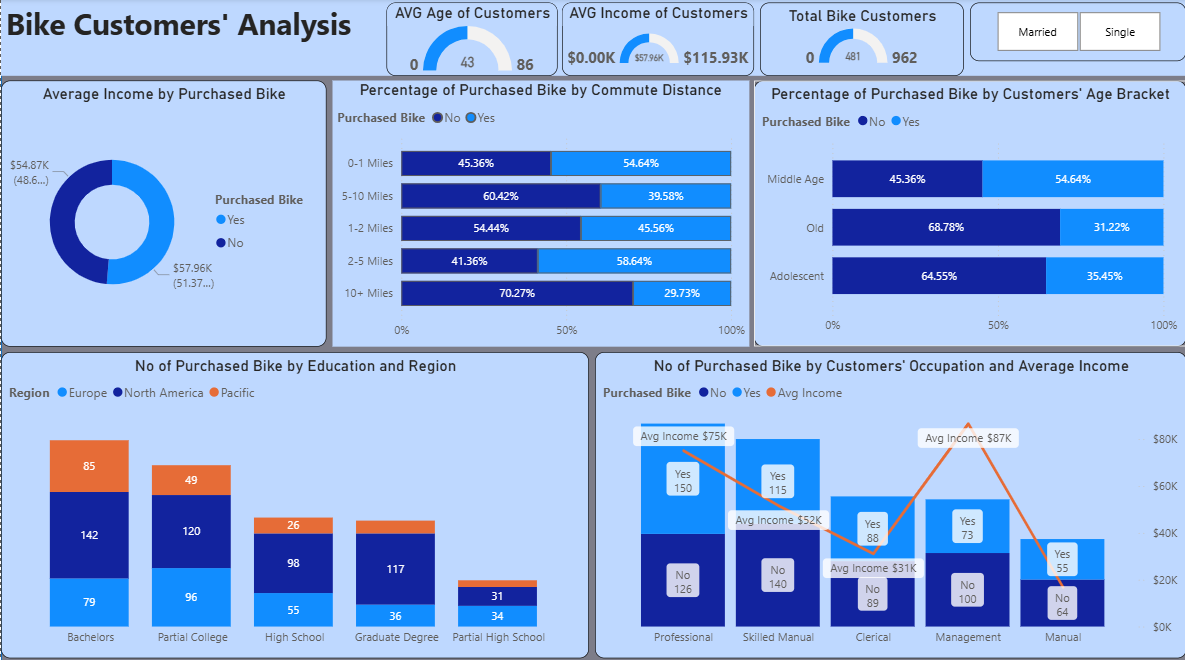 Bike Customers' Analysis
AVG Age of Customers
0
43
86
AVG Income of Customers
$0.00K
$57.96K
$115.93K
Total Bike Customers
0
481
962
Married
Single
Average Income by Purchased Bike
$54.87K
(48.6...)
$57.96K
(51.37...)
Purchased Bike
Yes
No
Percentage of Purchased Bike by Commute Distance
Purchased Bike No Yes
0-1 Miles 45.36% 54.64%
5-10 Miles 60.42% 39.58%
1-2 Miles 54.44% 45.56%
2-5 Miles 41.36% 58.64%
10+ Miles 70.27% 29.73%
0% 50% 100%
Percentage of Purchased Bike by Customers' Age Bracket
Purchased Bike No Yes
Middle Age 45.36% 54.64%
Old 68.78% 31.22%
Adolescent 64.55% 35.45%
0% 50% 100%
No of Purchased Bike by Education and Region
Region Europe North America Pacific
85
142
79
49
120
96
26
98
55
117
36
31
34
Bachelors Partial College High School Graduate Degree Partial High School
No of Purchased Bike by Customers' Occupation and Average Income
Purchased Bike No Yes Avg Income
Avg Income $75K
Yes
150
No
126
Yes
115
Avg Income $52K
No
140
Yes
88
Avg Income $31K
No
89
Avg Income $87K
Yes
73
No
100
Yes
55
No
64
$80K
$60K
$40K
$20K
$0K
Professional Skilled Manual Clerical Management Manual